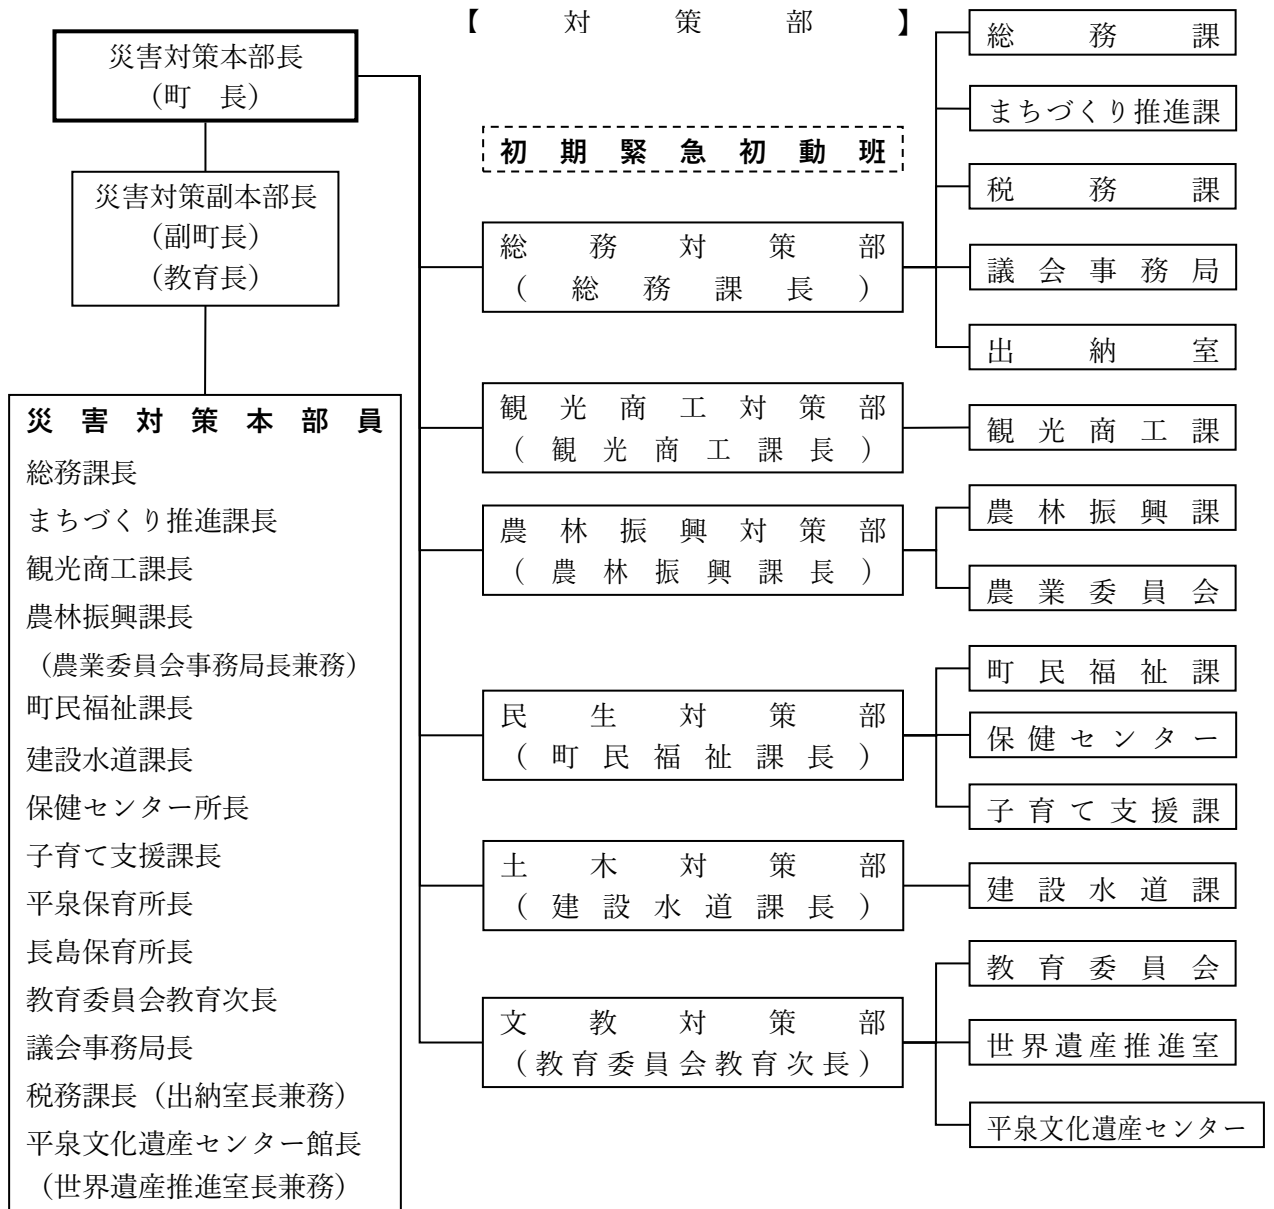 【対策部】
災害対策本部長
（町　長）
災害対策副本部長
（副町長）
（教育長）
災害対策本部員
総務課長
まちづくり推進課長
観光商工課長
農林振興課長
（農業委員会事務局長兼務）
町民福祉課長
建設水道課長
保健センター所長
子育て支援課長
平泉保育所長
長島保育所長
教育委員会教育次長
議会事務局長
税務課長（出納室長兼務）
平泉文化遺産センター館長
（世界遺産推進室長兼務）
初期緊急初動班
総務対策部
（総務課長）
観光商工対策部
（観光商工課長）
農林振興対策部
（農林振興課長）
民生対策部
（町民福祉課長）
土木対策部
（建設水道課長）
文教対策部
（教育委員会教育次長）
総務課
まちづくり推進課
税務課
議会事務局
出納室
観光商工課
農林振興課
農業委員会
町民福祉課
保健センター
子育て支援課
建設水道課
教育委員会
世界遺産推進室
平泉文化遺産センター